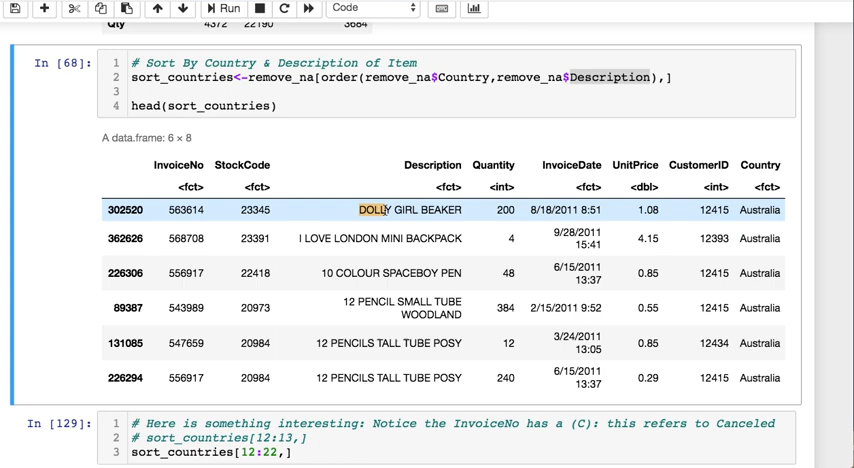 Run Code
Qty 4372 22190 3684
In [68]:
1 # Sort By Country & Description of Item
2 sort_countries<-remove_na[order(remove_na$Country,remove_na$Description),]
3
4 head(sort_countries)
A data.frame: 6 × 8
InvoiceNo StockCode Description Quantity InvoiceDate UnitPrice CustomerID Country
<fct> <fct> <fct> <int> <fct> <dbl> <int> <fct>
302520 563614 23345 DOLLY GIRL BEAKER 200 8/18/2011 8:51 1.08 12415 Australia
362626 568708 23391 I LOVE LONDON MINI BACKPACK 4 9/28/2011 4.15 12393 Australia
15:41
226306 556917 22418 10 COLOUR SPACEBOY PEN 48 6/15/2011 0.85 12415 Australia
13:37
89387 543989 20973 12 PENCIL SMALL TUBE 384 2/15/2011 9:52 0.55 12415 Australia
WOODLAND
131085 547659 20984 12 PENCILS TALL TUBE POSY 12 3/24/2011 0.85 12434 Australia
13:05
226294 556917 20984 12 PENCILS TALL TUBE POSY 240 6/15/2011 0.29 12415 Australia
13:37
In [129]:
1 # Here is something interesting: Notice the InvoiceNo has a (C): this refers to Canceled
2 # sort_countries[12:13,]
3 sort_countries[12:22,]